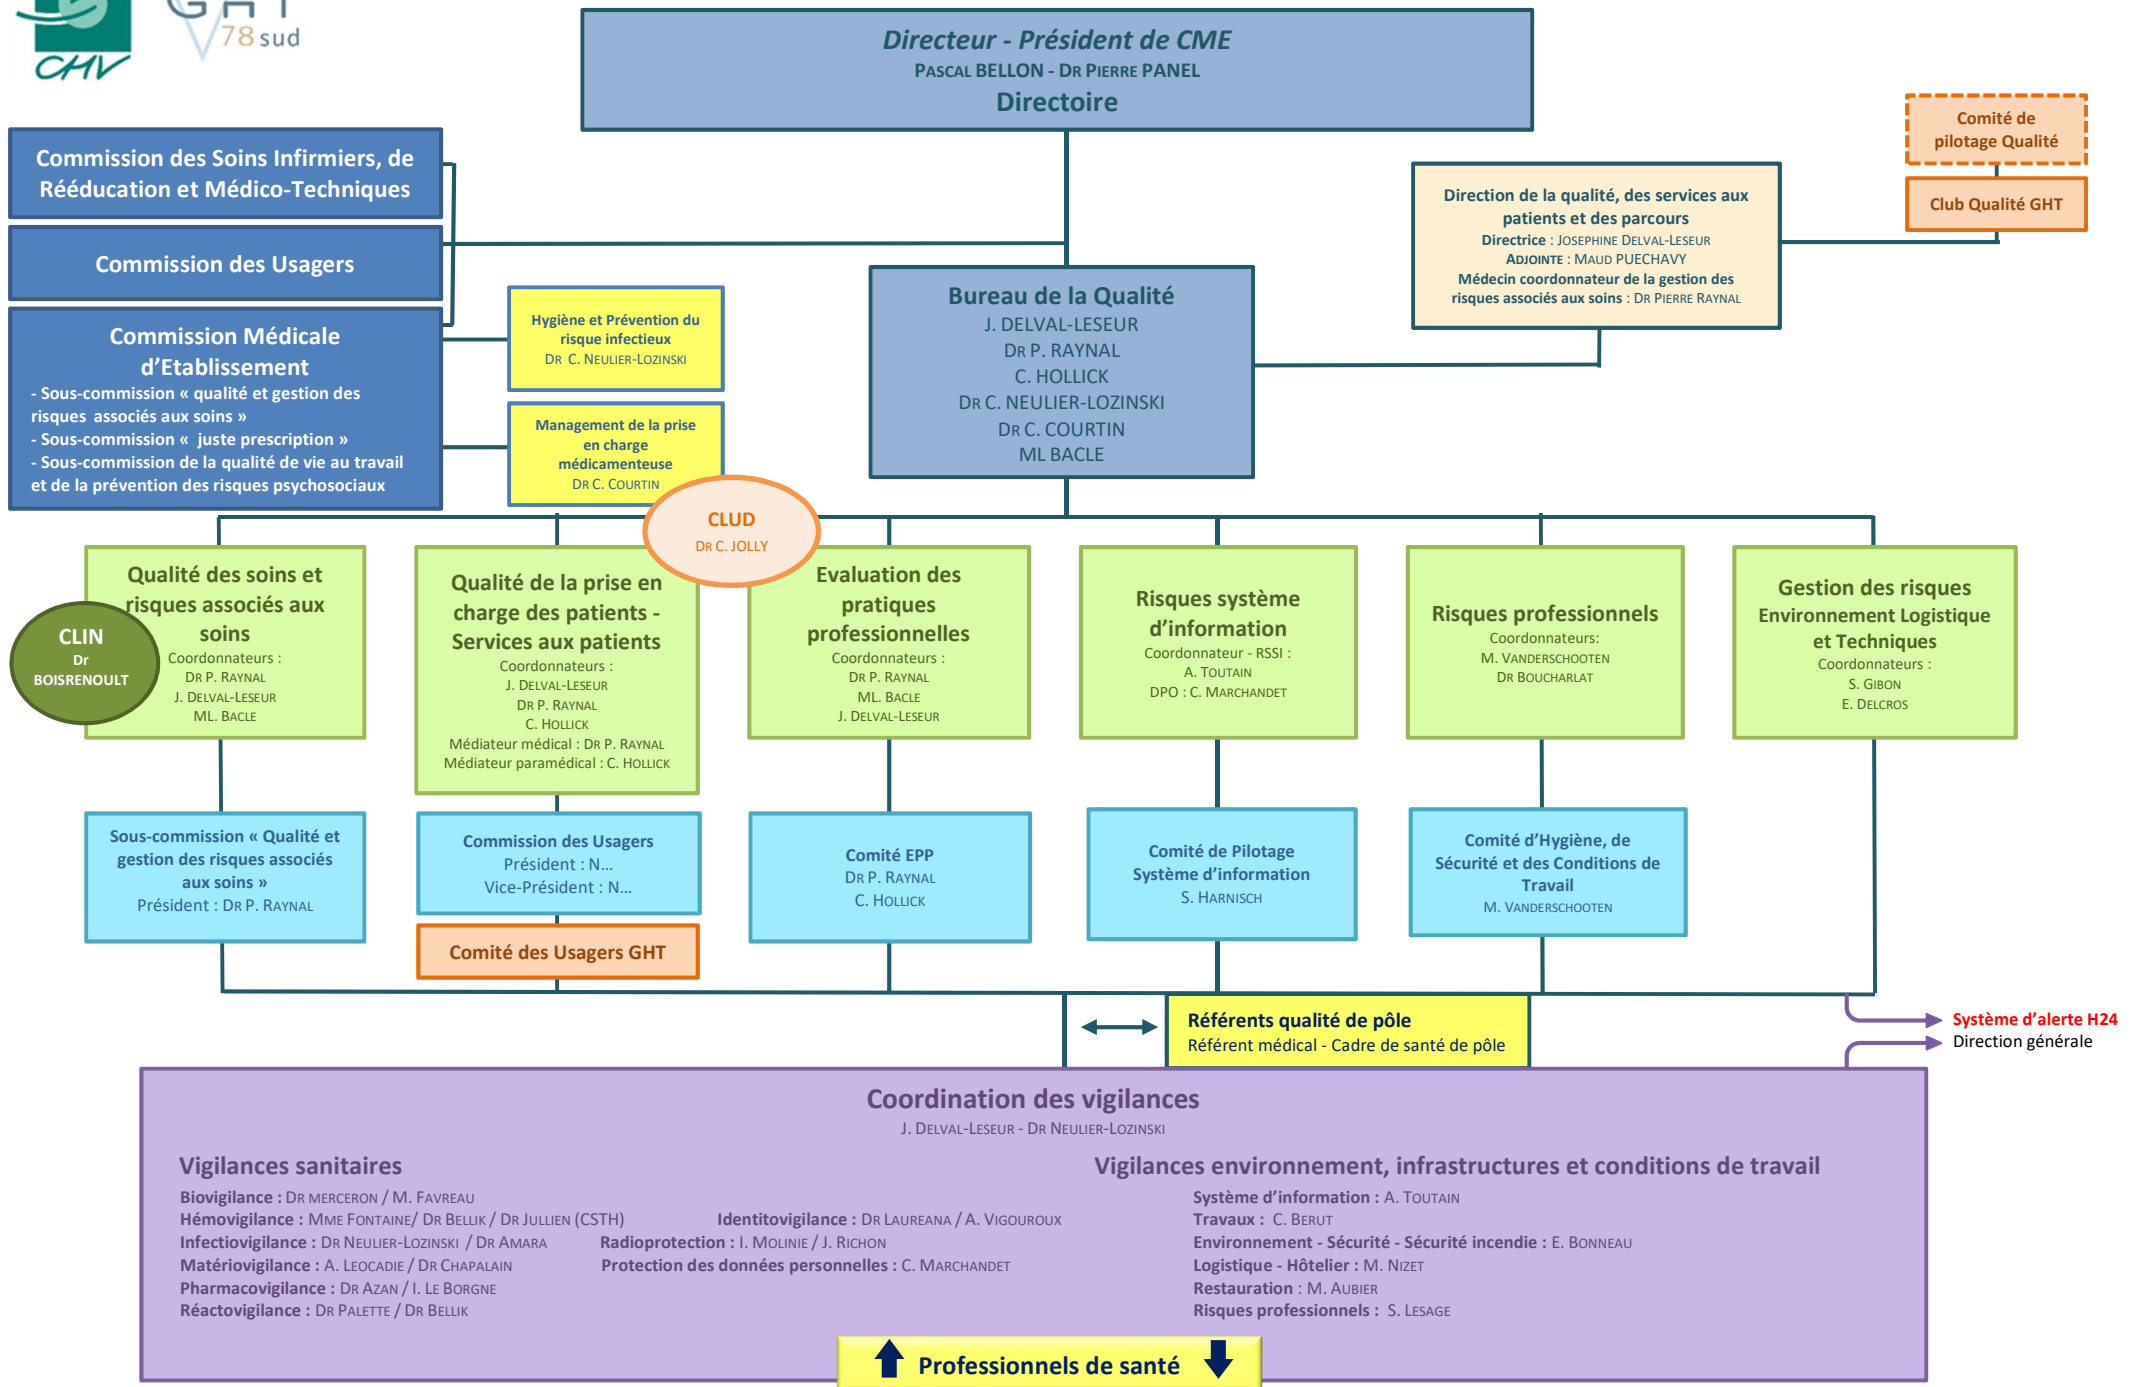 CHV
GHT
78 sud
Directeur - Président de CME
PASCAL BELLON - DR PIERRE PANEL
Directoire
Comité de
pilotage Qualité
Club Qualité GHT
Commission des Soins Infirmiers, de
Rééducation et Médico-Techniques
Commission des Usagers
Commission Médicale
d'Etablissement
- Sous-commission « qualité et gestion des
risques associés aux soins »
- Sous-commission « juste prescription »
- Sous-commission de la qualité de vie au travail
et de la prévention des risques psychosociaux
Hygiène et Prévention du
risque infectieux
DR C. NEULIER-LOZINSKI
Management de la prise
en charge
médicamenteuse
DR C. COURTIN
Bureau de la Qualité
J. DELVAL-LESEUR
DR P. RAYNAL
C. HOLLICK
DR C. NEULIER-LOZINSKI
DR C. COURTIN
ML BACLE
Direction de la qualité, des services aux
patients et des parcours
Directrice : JOSEPHINE DELVAL-LESEUR
ADJOINTE : MAUD PUECHAVY
Médecin coordonnateur de la gestion des
risques associés aux soins : DR PIERRE RAYNAL
CLUD
DR C. JOLLY
CLIN
Dr
BOISRENOULT
Qualité des soins et
risques associés aux
soins
Coordonnateurs :
DR P. RAYNAL
J. DELVAL-LESEUR
ML. BACLE
Qualité de la prise en
charge des patients -
Services aux patients
Coordonnateurs :
J. DELVAL-LESEUR
DR P. RAYNAL
C. HOLLICK
Médiateur médical : DR P. RAYNAL
Médiateur paramédical : C. HOLLICK
Evaluation des
pratiques
professionnelles
Coordonnateurs :
DR P. RAYNAL
ML. BACLE
J. DELVAL-LESEUR
Risques système
d'information
Coordonnateur - RSSI :
A. TOUTAIN
DPO : C. MARCHANDET
Risques professionnels
Coordonnateurs:
M. VANDERSCHOOTEN
DR BOUCHARLAT
Gestion des risques
Environnement Logistique
et Techniques
Coordonnateurs :
S. GIBON
E. DELCROS
Sous-commission « Qualité et
gestion des risques associés
aux soins »
Président : DR P. RAYNAL
Commission des Usagers
Président : N...
Vice-Président : N...
Comité des Usagers GHT
Comité EPP
DR P. RAYNAL
C. HOLLICK
Comité de Pilotage
Système d'information
S. HARNISCH
Comité d'Hygiène, de
Sécurité et des Conditions de
Travail
M. VANDERSCHOOTEN
Référents qualité de pôle
Référent médical - Cadre de santé de pôle
Système d'alerte H24
Direction générale
Coordination des vigilances
J. DELVAL-LESEUR - DR NEULIER-LOZINSKI
Vigilances sanitaires
Biovigilance : DR MERCERON / M. FAVREAU
Hémovigilance : MME FONTAINE/ DR BELLIK / DR JULLIEN (CSTH)
Infectiovigilance : DR NEULIER-LOZINSKI / DR AMARA
Matériovigilance : A. LEOCADIE / DR CHAPALAIN
Pharmacovigilance : DR AZAN / I. LE BORGNE
Réactovigilance : DR PALETTE / DR BELLIK
Identitovigilance : DR LAUREANA / A. VIGOUROUX
Radioprotection : I. MOLINIE / J. RICHON
Protection des données personnelles : C. MARCHANDET
Vigilances environnement, infrastructures et conditions de travail
Système d'information : A. TOUTAIN
Travaux : C. BERUT
Environnement - Sécurité - Sécurité incendie : E. BONNEAU
Logistique - Hôtelier : M. NIZET
Restauration : M. AUBIER
Risques professionnels : S. LESAGE
Professionnels de santé